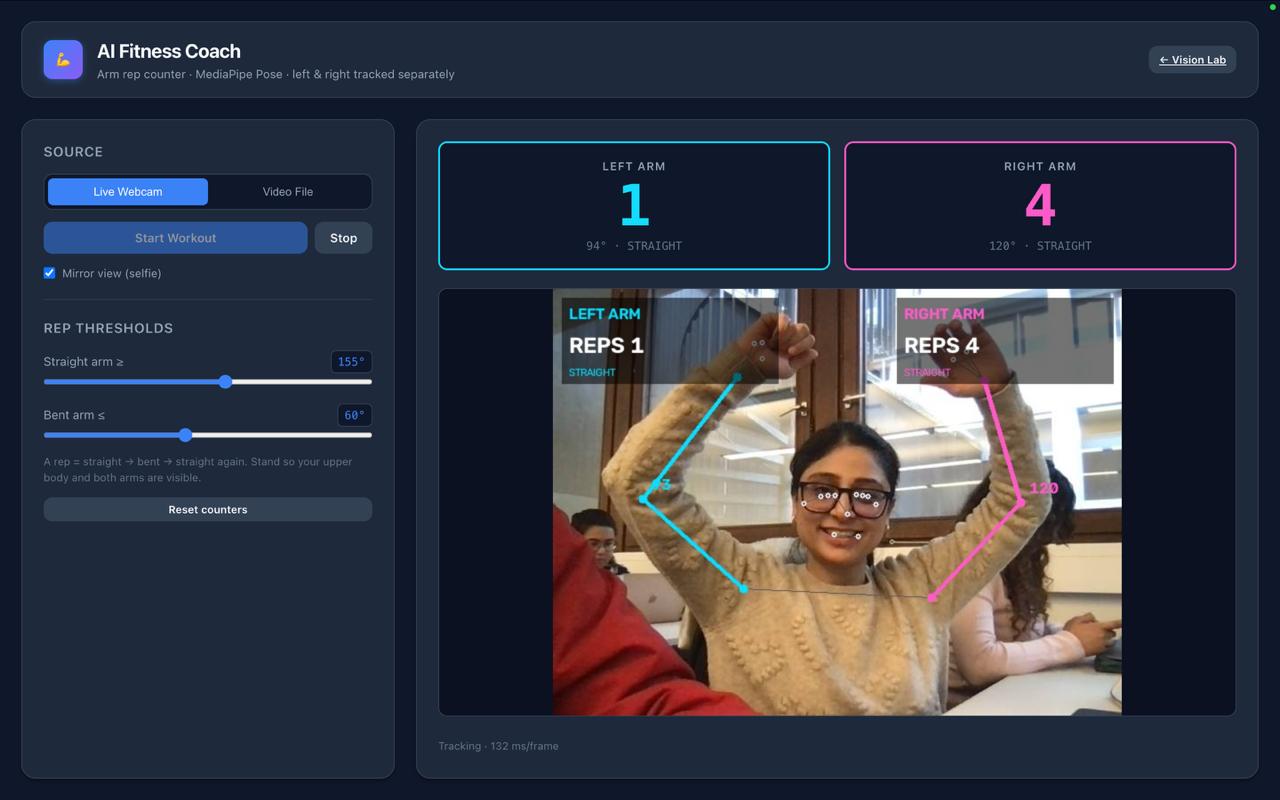 AI Fitness Coach
Arm rep counter · MediaPipe Pose · left & right tracked separately
← Vision Lab
SOURCE
Live Webcam
Video File
Start Workout
Stop
Mirror view (selfie)
REP THRESHOLDS
Straight arm ≥
155°
Bent arm ≤
60°
A rep = straight → bent → straight again. Stand so your upper
body and both arms are visible.
Reset counters
LEFT ARM
1
94° · STRAIGHT
RIGHT ARM
4
120° · STRAIGHT
LEFT ARM
REPS 1
STRAIGHT
RIGHT ARM
REPS 4
STRAIGHT
120
Tracking · 132 ms/frame